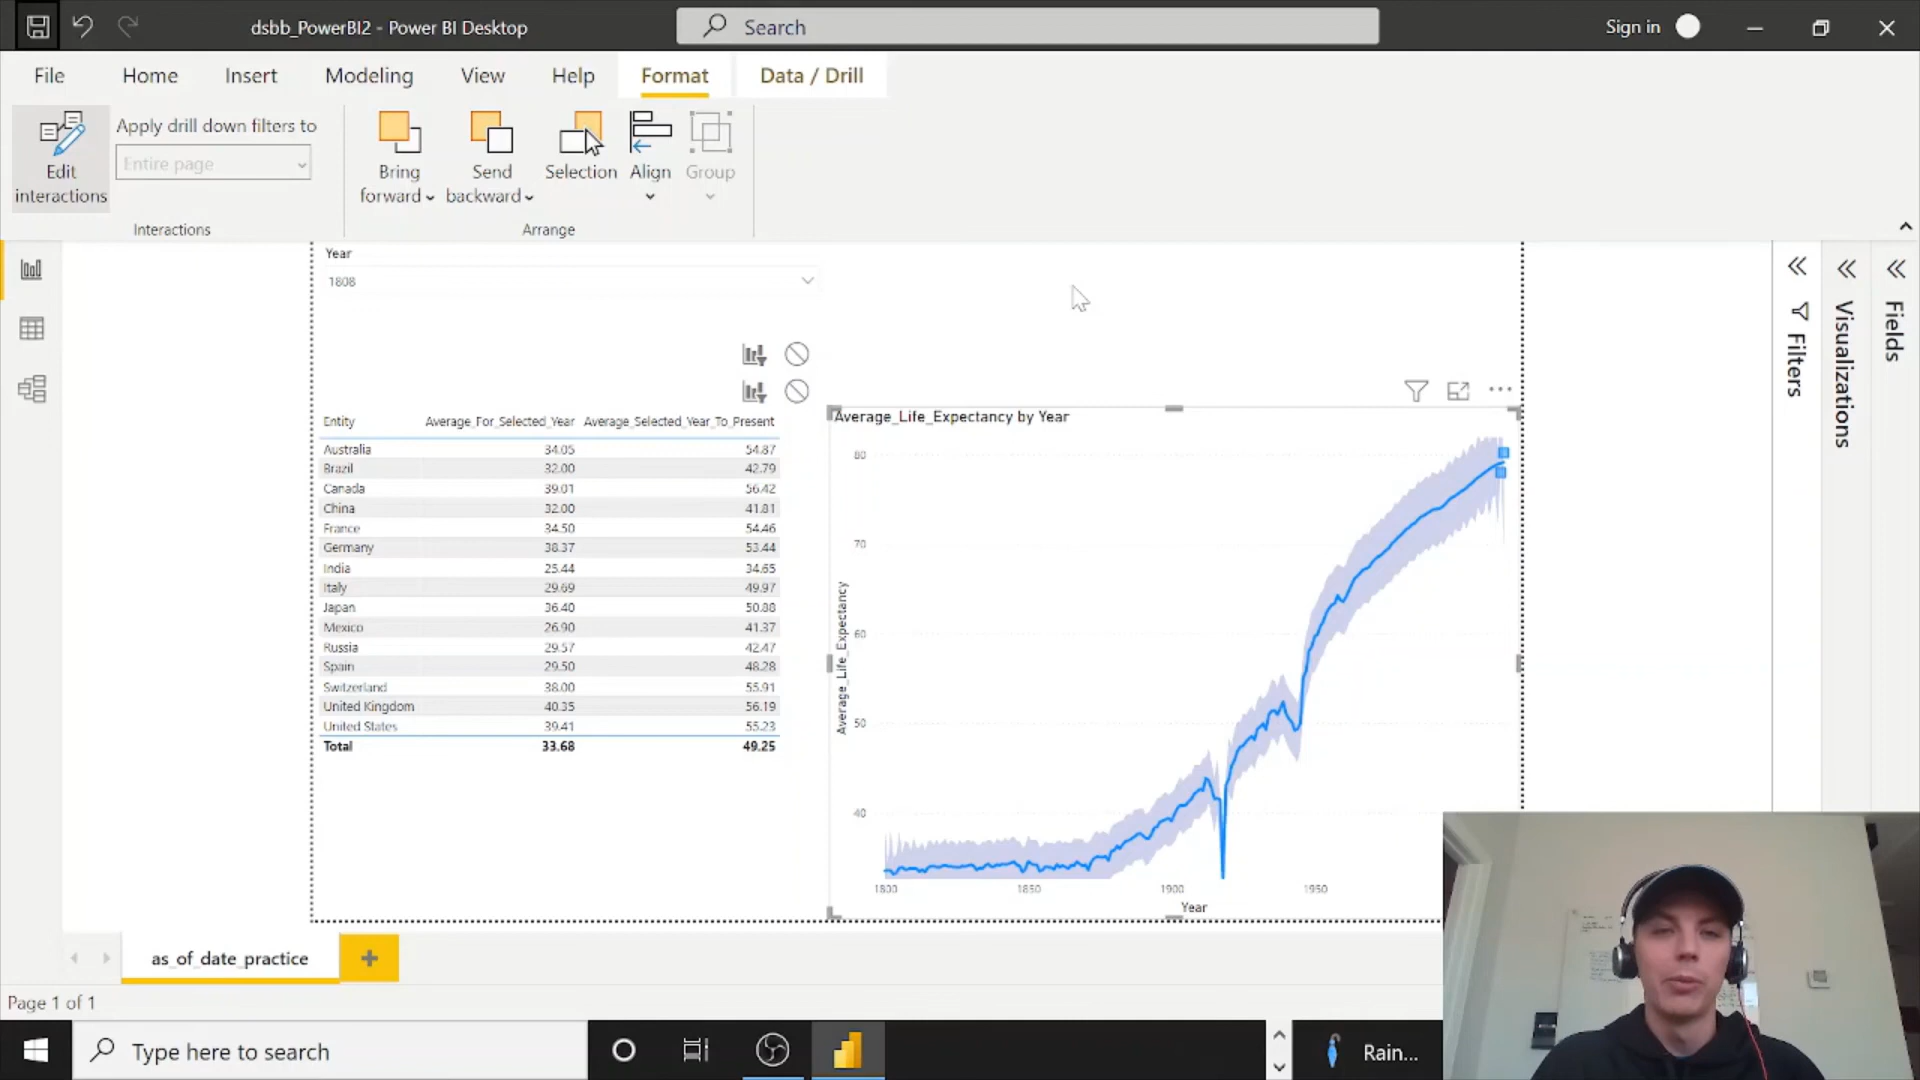 dsbb_PowerBI2 - Power BI Desktop
Search
Sign in
File
Home
Insert
Modeling
View
Help
Format
Data / Drill
Edit
interactions
Apply drill down filters to
Entire page
Interactions
Bring
forward
Send
backward
Selection
Align
Group
Arrange
Year
1808
Entity Average_For_Selected_Year Average_Selected_Year_To_Present
Australia 34.05 54.87
Brazil 32.00 42.79
Canada 39.01 56.42
China 32.00 41.81
France 34.50 54.46
Germany 38.37 53.44
India 25.44 34.65
Italy 29.69 49.97
Japan 36.40 50.88
Mexico 26.90 41.37
Russia 29.57 42.47
Spain 29.50 48.28
Switzerland 38.00 55.91
United Kingdom 40.35 56.19
United States 39.41 55.23
Total 33.68 49.25
Average_Life_Expectancy by Year
80
70
60
50
40
Average_Life_Expectancy
1800 1850 1900 1950
Year
Filters
Visualizations
Fields
as_of_date_practice
+
Page 1 of 1
Type here to search
Rain...